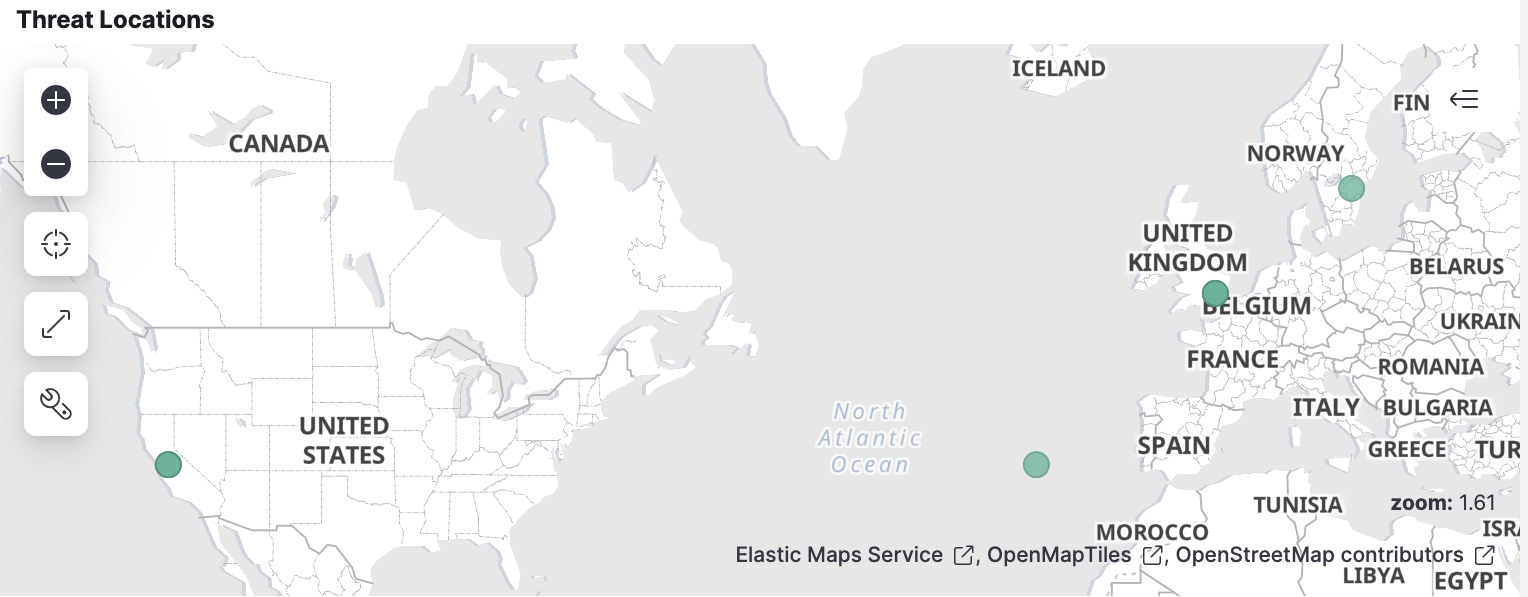 Threat Locations
ICELAND
FIN
CANADA
NORWAY
UNITED
KINGDOM
BELARUS
BELGIUM
UKRAIN
FRANCE
ROMANIA
North
Atlantic
Ocean
ITALY
BULGARIA
UNITED
STATES
SPAIN
GREECE
TUR
zoom: 1.61
TUNISIA
MOROCCO
ISRA
Elastic Maps Service , OpenMapTiles , OpenStreetMap contributors
LIBYA
EGYPT